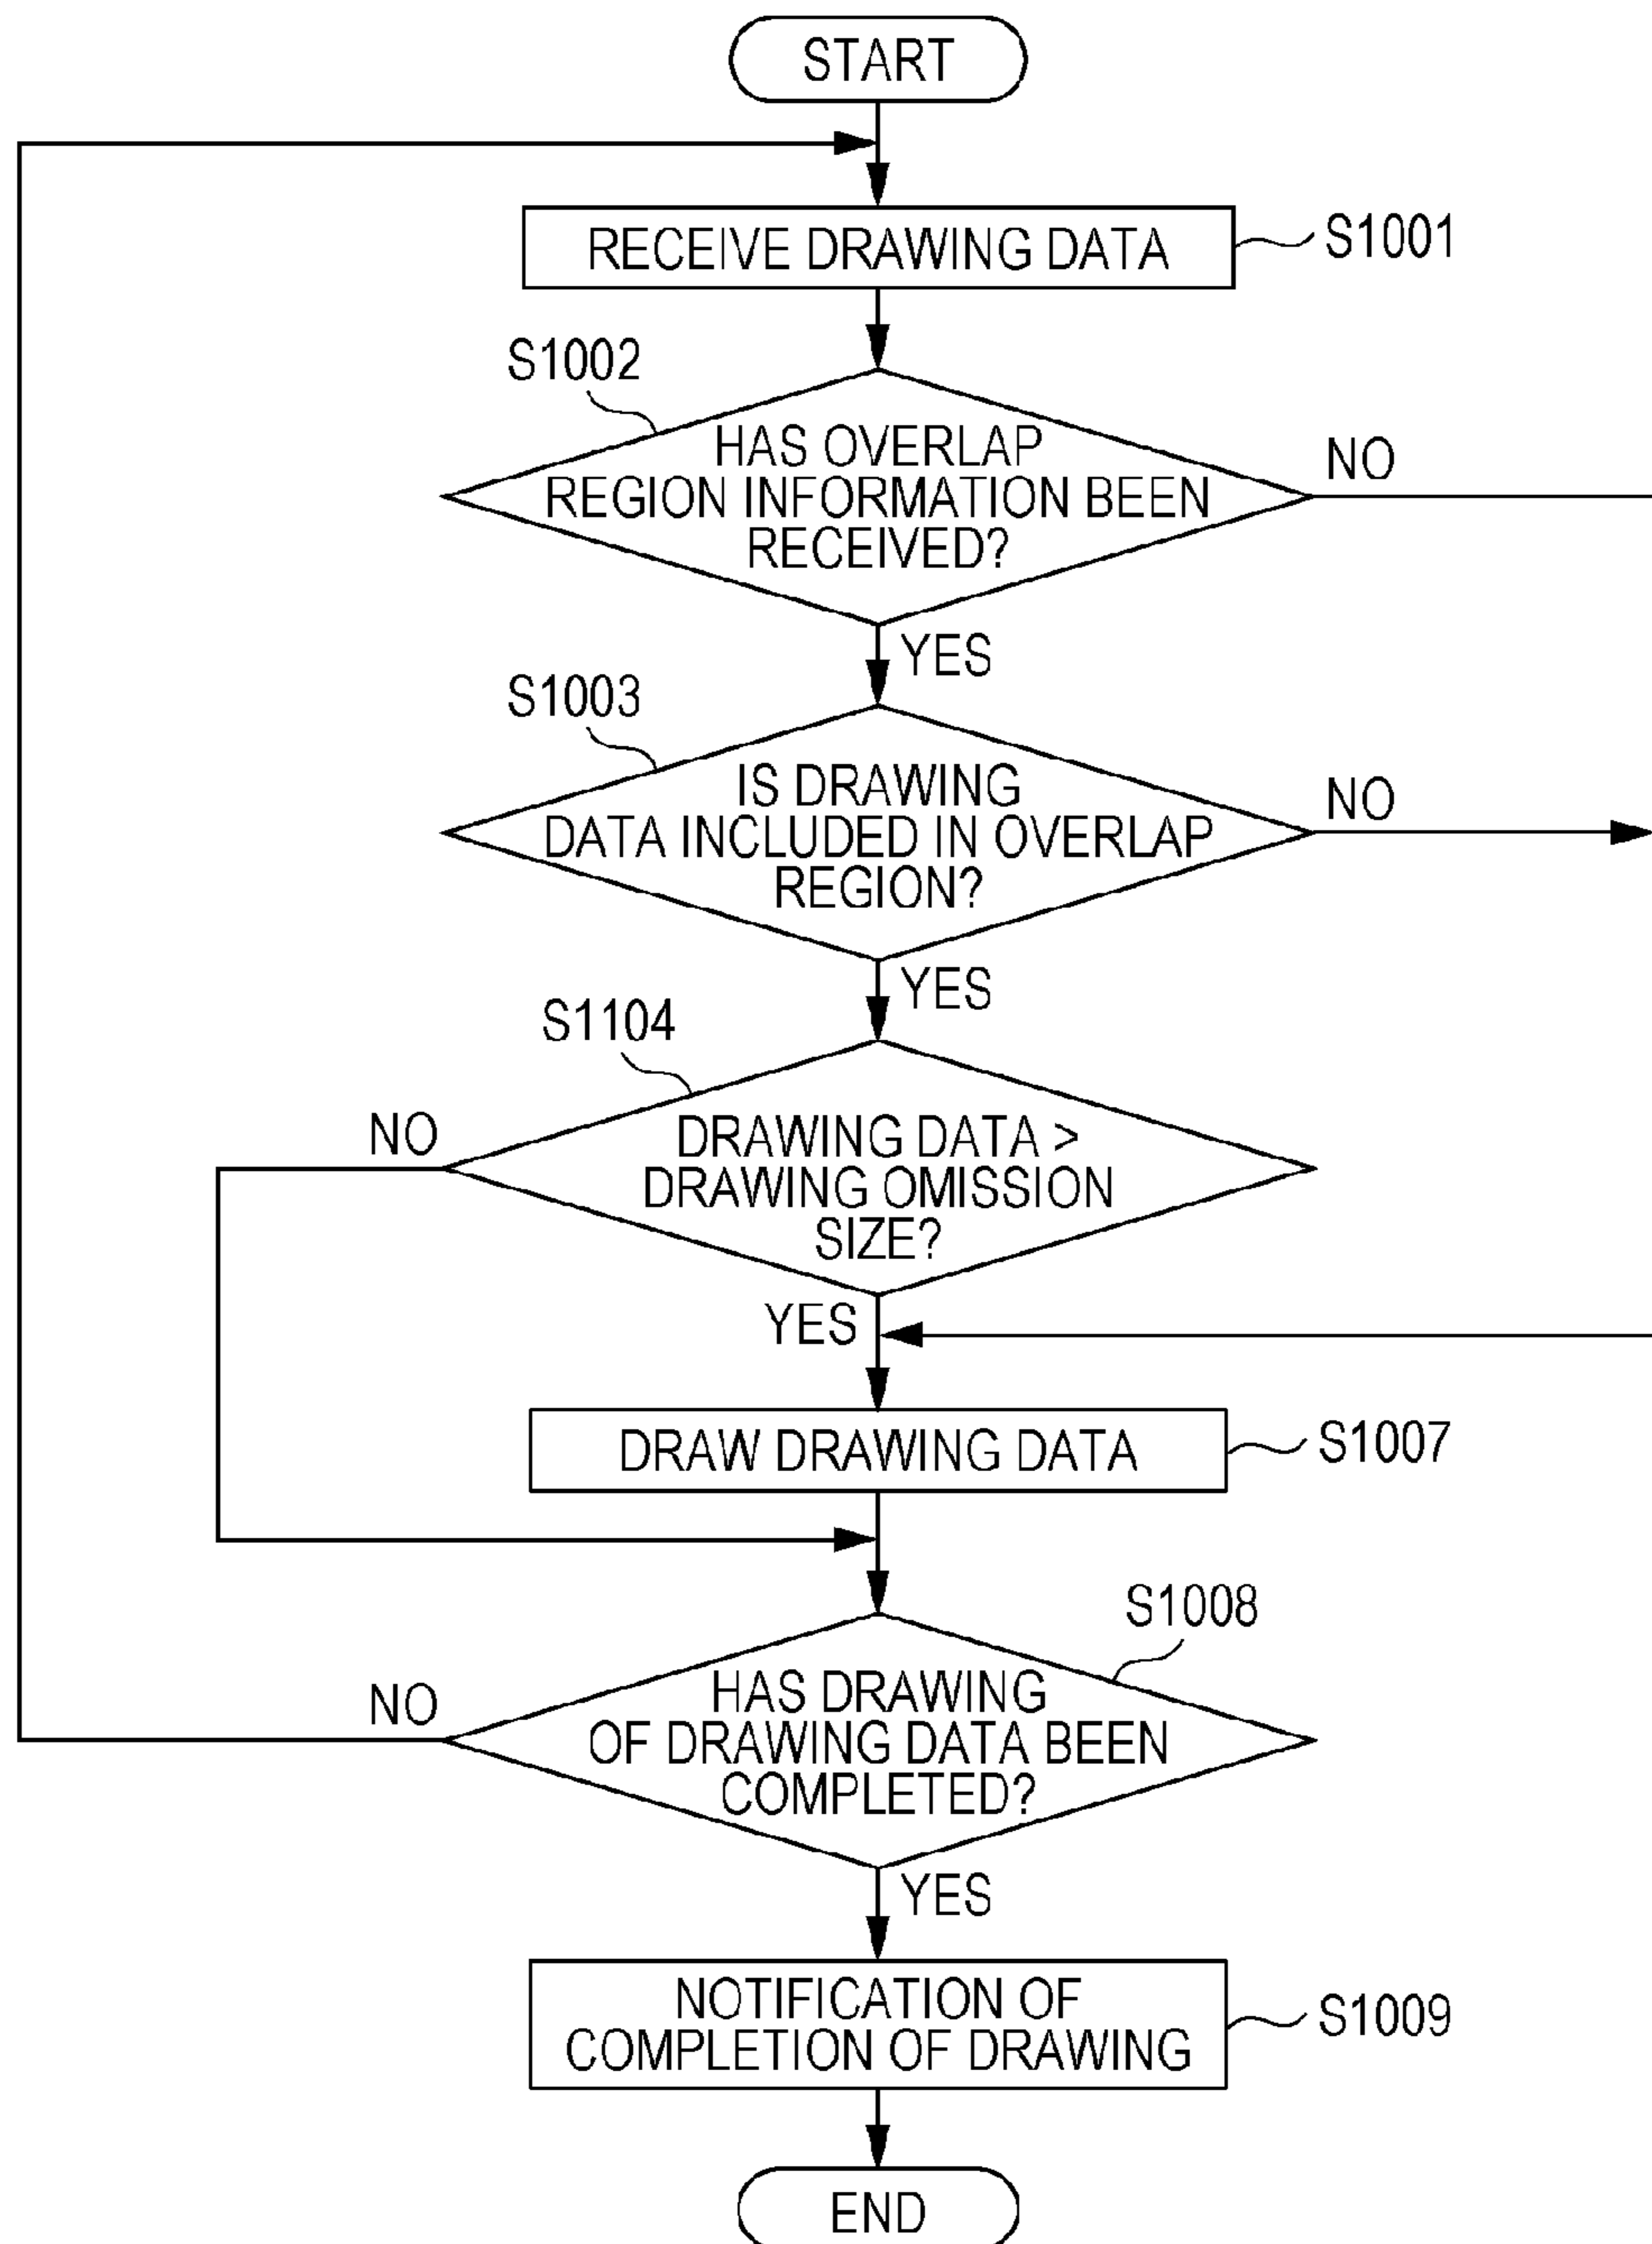 START
RECEIVE DRAWING DATA
S1001
S1002
HAS OVERLAP
REGION INFORMATION BEEN
RECEIVED?
NO
YES
S1003
IS DRAWING
DATA INCLUDED IN OVERLAP
REGION?
NO
YES
S1104
DRAWING DATA >
DRAWING OMISSION
SIZE?
NO
YES
DRAW DRAWING DATA
S1007
S1008
HAS DRAWING
OF DRAWING DATA BEEN
COMPLETED?
NO
YES
NOTIFICATION OF
COMPLETION OF DRAWING
S1009
END